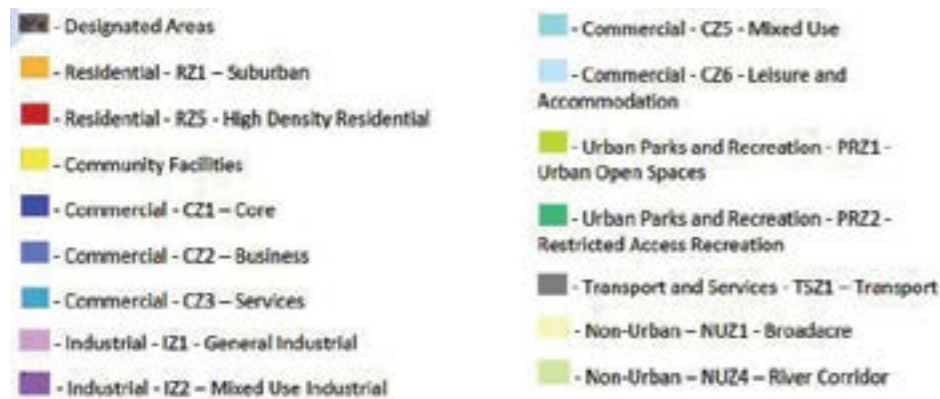 - Designated Areas
- Residential - RZ1 – Suburban
- Residential - RZ5 - High Density Residential
- Community Facilities
- Commercial - CZ1 – Core
- Commercial - CZ2 – Business
- Commercial - CZ3 – Services
- Industrial - IZ1 - General Industrial
- Industrial - IZ2 – Mixed Use Industrial
- Commercial - CZ5 - Mixed Use
- Commercial - CZ6 - Leisure and
Accommodation
- Urban Parks and Recreation - PRZ1 -
Urban Open Spaces
- Urban Parks and Recreation - PRZ2 -
Restricted Access Recreation
- Transport and Services - TSZ1 – Transport
- Non-Urban – NUZ1 - Broadacre
- Non-Urban – NUZ4 – River Corridor